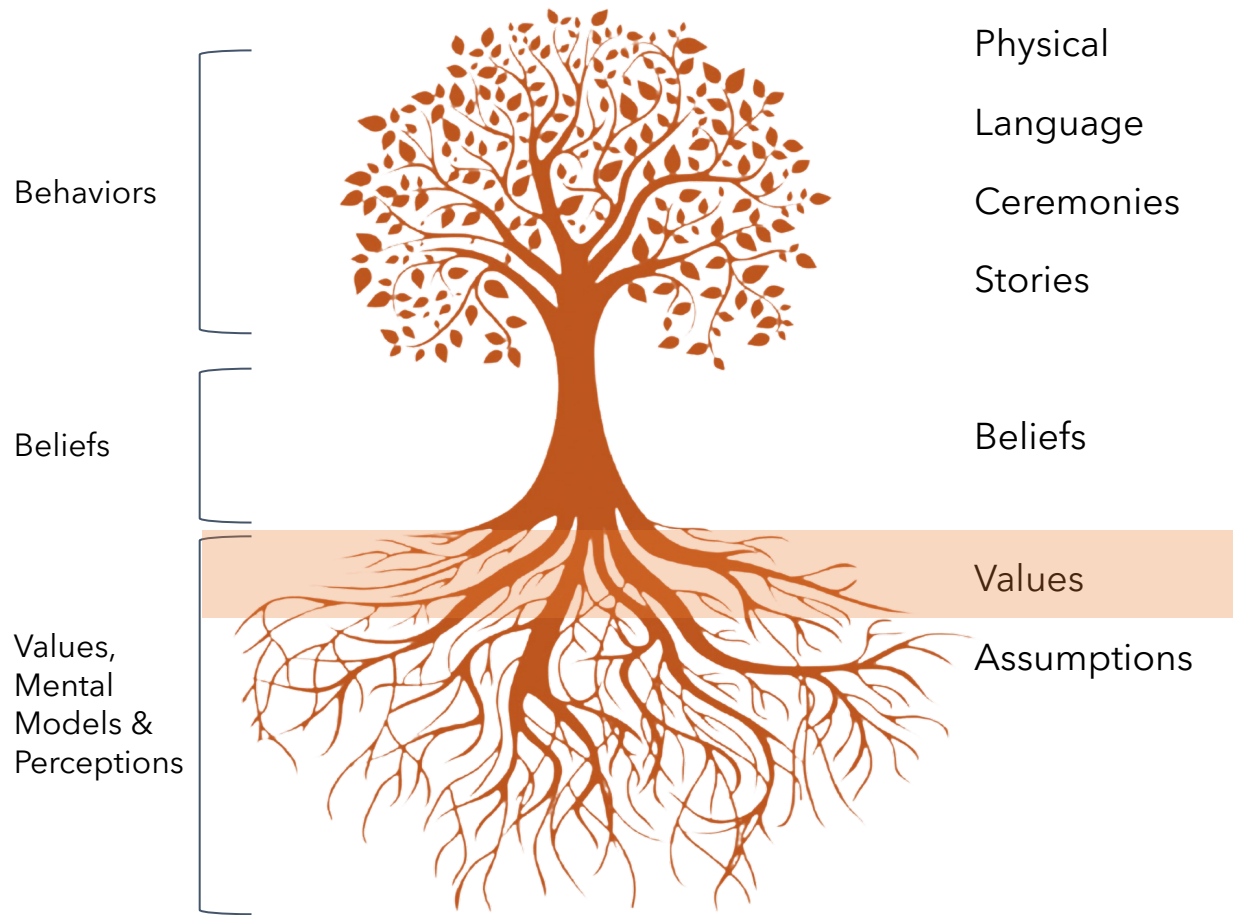 Behaviors
Beliefs
Values,
Mental
Models &
Perceptions
Physical
Language
Ceremonies
Stories
Beliefs
Values
Assumptions